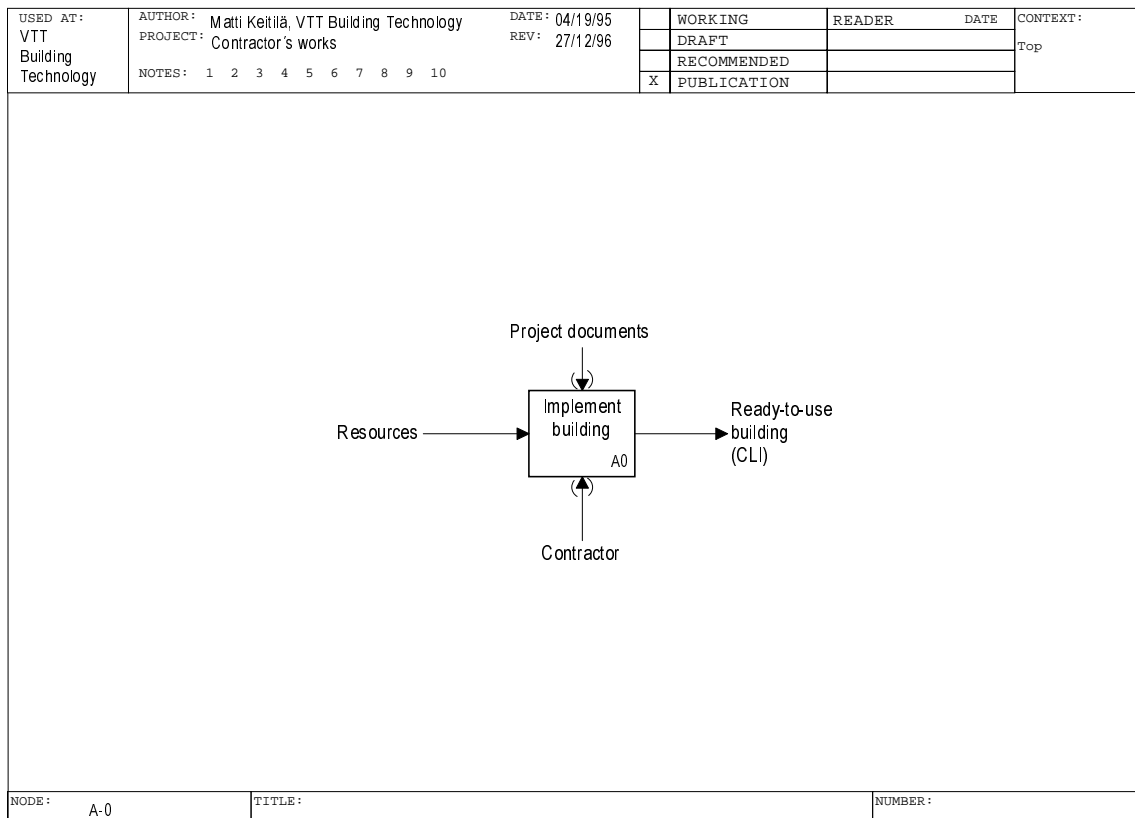 USED AT:
VTT
Building
Technology
AUTHOR: Matti Keitilä, VTT Building Technology
PROJECT: Contractor´s works
NOTES: 1 2 3 4 5 6 7 8 9 10
DATE: 04/19/95
REV: 27/12/96
WORKING
DRAFT
RECOMMENDED
X PUBLICATION
READER DATE
CONTEXT:
Top
Project documents
Implement
building
A0
Resources
Ready-to-use
building
(CLI)
Contractor
NODE: A-0
TITLE:
NUMBER: